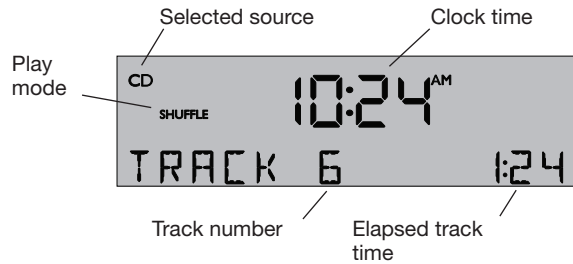 Selected source
Clock time
Play
mode
CD
10:24 AM
SHUFFLE
TRACK 6 1:24
Track number
Elapsed track
time